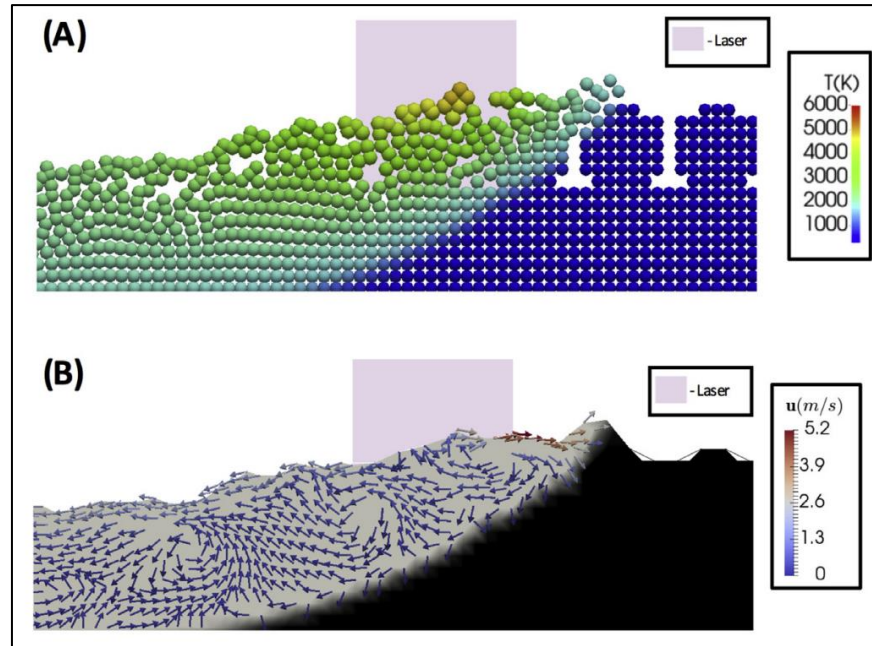 (A)
- Laser
T(K)
6000
5000
4000
3000
2000
1000
(B)
- Laser
u(m/s)
5.2
3.9
2.6
1.3
0